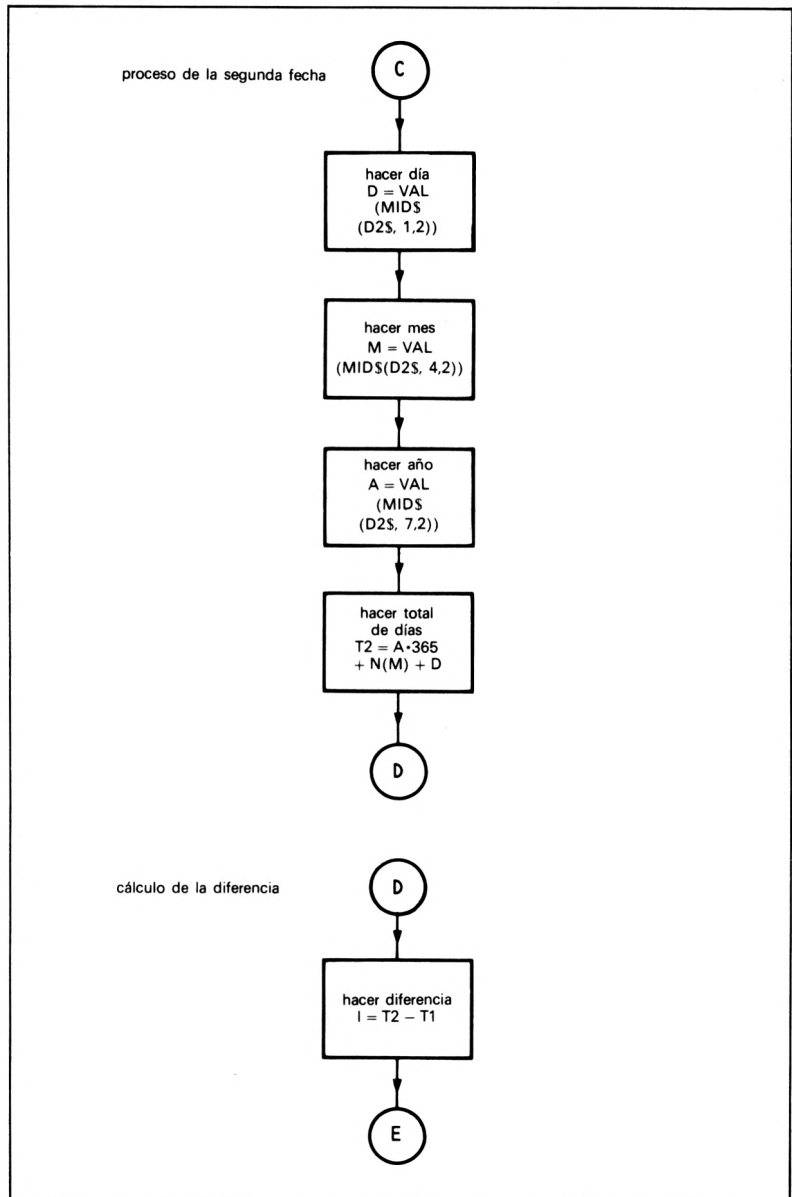 proceso de la segunda fecha
C
hacer día
D = VAL
(MID$
(D2$, 1,2))
hacer mes
M = VAL
(MID$(D2$, 4,2))
hacer año
A = VAL
(MID$
(D2$, 7,2))
hacer total
de días
T2 = A·365
+ N(M) + D
D
cálculo de la diferencia
D
hacer diferencia
I = T2 − T1
E